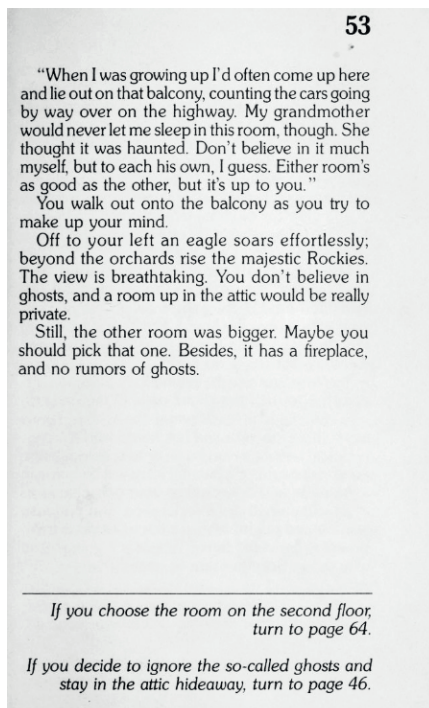 53
“When I was growing up I’d often come up here
and lie out on that balcony, counting the cars going
by way over on the highway. My grandmother
would never let me sleep in this room, though. She
thought it was haunted. Don’t believe in it much
myself, but to each his own, I guess. Either room’s
as good as the other, but it’s up to you.”
You walk out onto the balcony as you try to
make up your mind.
Off to your left an eagle soars effortlessly;
beyond the orchards rise the majestic Rockies.
The view is breathtaking. You don’t believe in
ghosts, and a room up in the attic would be really
private.
Still, the other room was bigger. Maybe you
should pick that one. Besides, it has a fireplace,
and no rumors of ghosts.
If you choose the room on the second floor,
turn to page 64.
If you decide to ignore the so-called ghosts and
stay in the attic hideaway, turn to page 46.